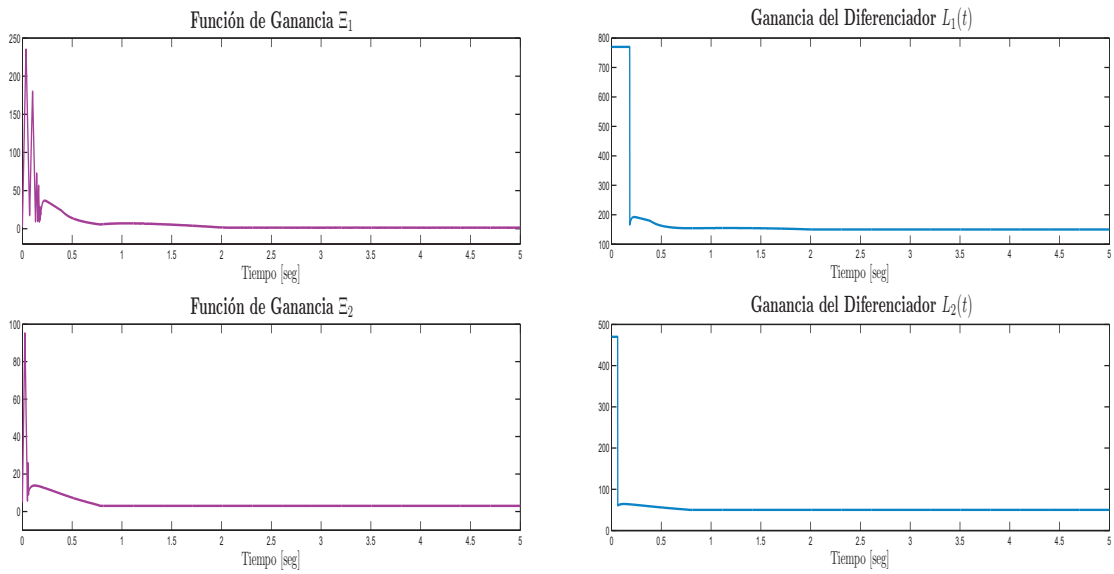 Función de Ganancia Ξ₁
250
200
150
100
50
0
0 0.5 1 1.5 2 2.5 3 3.5 4 4.5 5
Tiempo [seg]
Ganancia del Diferenciador L₁(t)
800
700
600
500
400
300
200
100
0 0.5 1 1.5 2 2.5 3 3.5 4 4.5 5
Tiempo [seg]
Función de Ganancia Ξ₂
100
80
60
40
20
0
0 0.5 1 1.5 2 2.5 3 3.5 4 4.5 5
Tiempo [seg]
Ganancia del Diferenciador L₂(t)
500
400
300
200
100
0
0 0.5 1 1.5 2 2.5 3 3.5 4 4.5 5
Tiempo [seg]